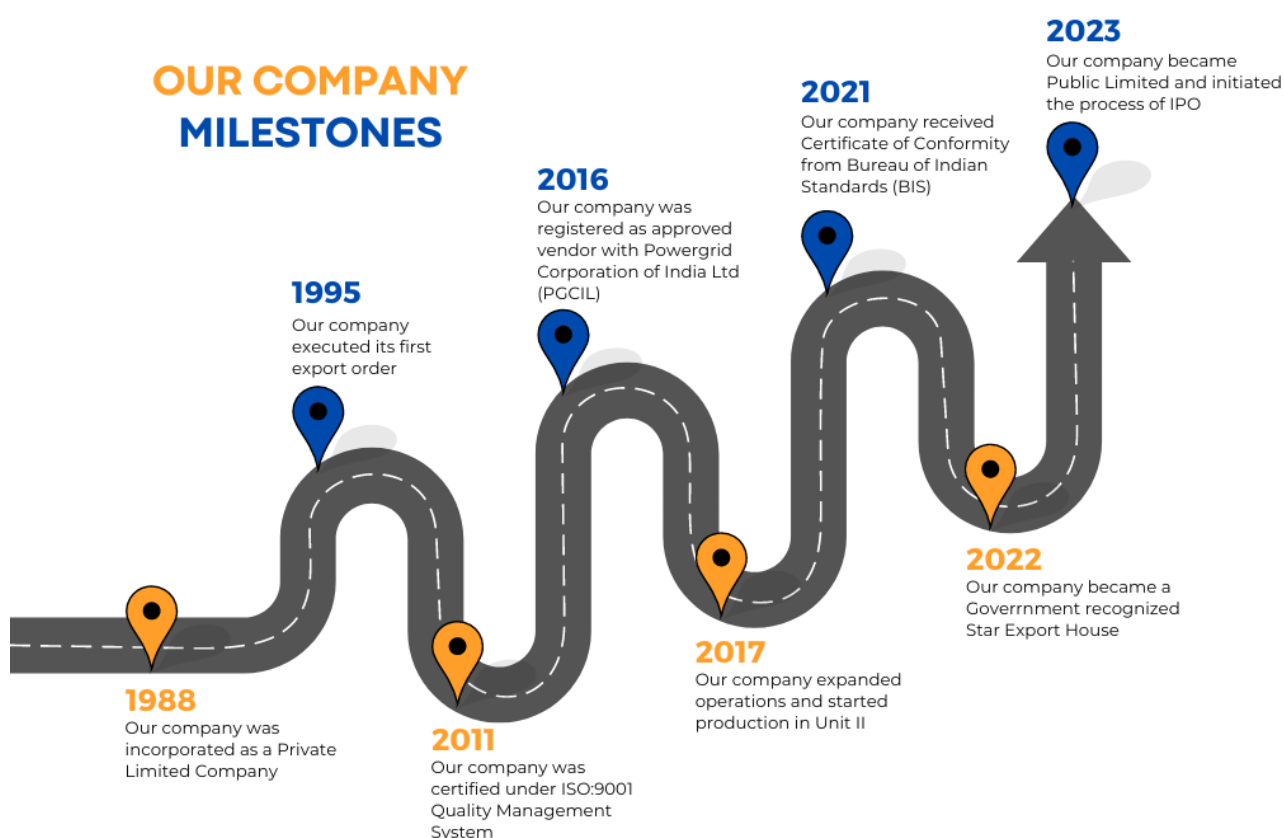 OUR COMPANY
MILESTONES
1988
Our company was
incorporated as a Private
Limited Company
1995
Our company
executed its first
export order
2011
Our company was
certified under ISO:9001
Quality Management
System
2016
Our company was
registered as approved
vendor with Powergrid
Corporation of India Ltd
(PGCIL)
2017
Our company expanded
operations and started
production in Unit II
2021
Our company received
Certificate of Conformity
from Bureau of Indian
Standards (BIS)
2022
Our company became a
Goverrnment recognized
Star Export House
2023
Our company became
Public Limited and initiated
the process of IPO